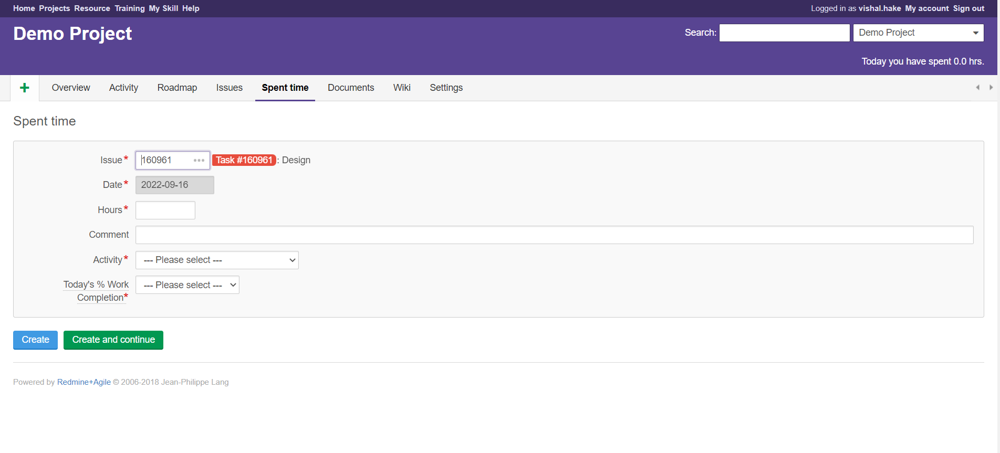 Home Projects Resource Training My Skill Help
Logged in as vishal.hake My account Sign out
Demo Project
Search:
Demo Project
Today you have spent 0.0 hrs.
+ Overview Activity Roadmap Issues Spent time Documents Wiki Settings
Spent time
Issue* 160961 Task #160961: Design
Date* 2022-09-16
Hours*
Comment
Activity* --- Please select ---
Today's % Work Completion* --- Please select ---
Create Create and continue
Powered by Redmine+Agile © 2006-2018 Jean-Philippe Lang